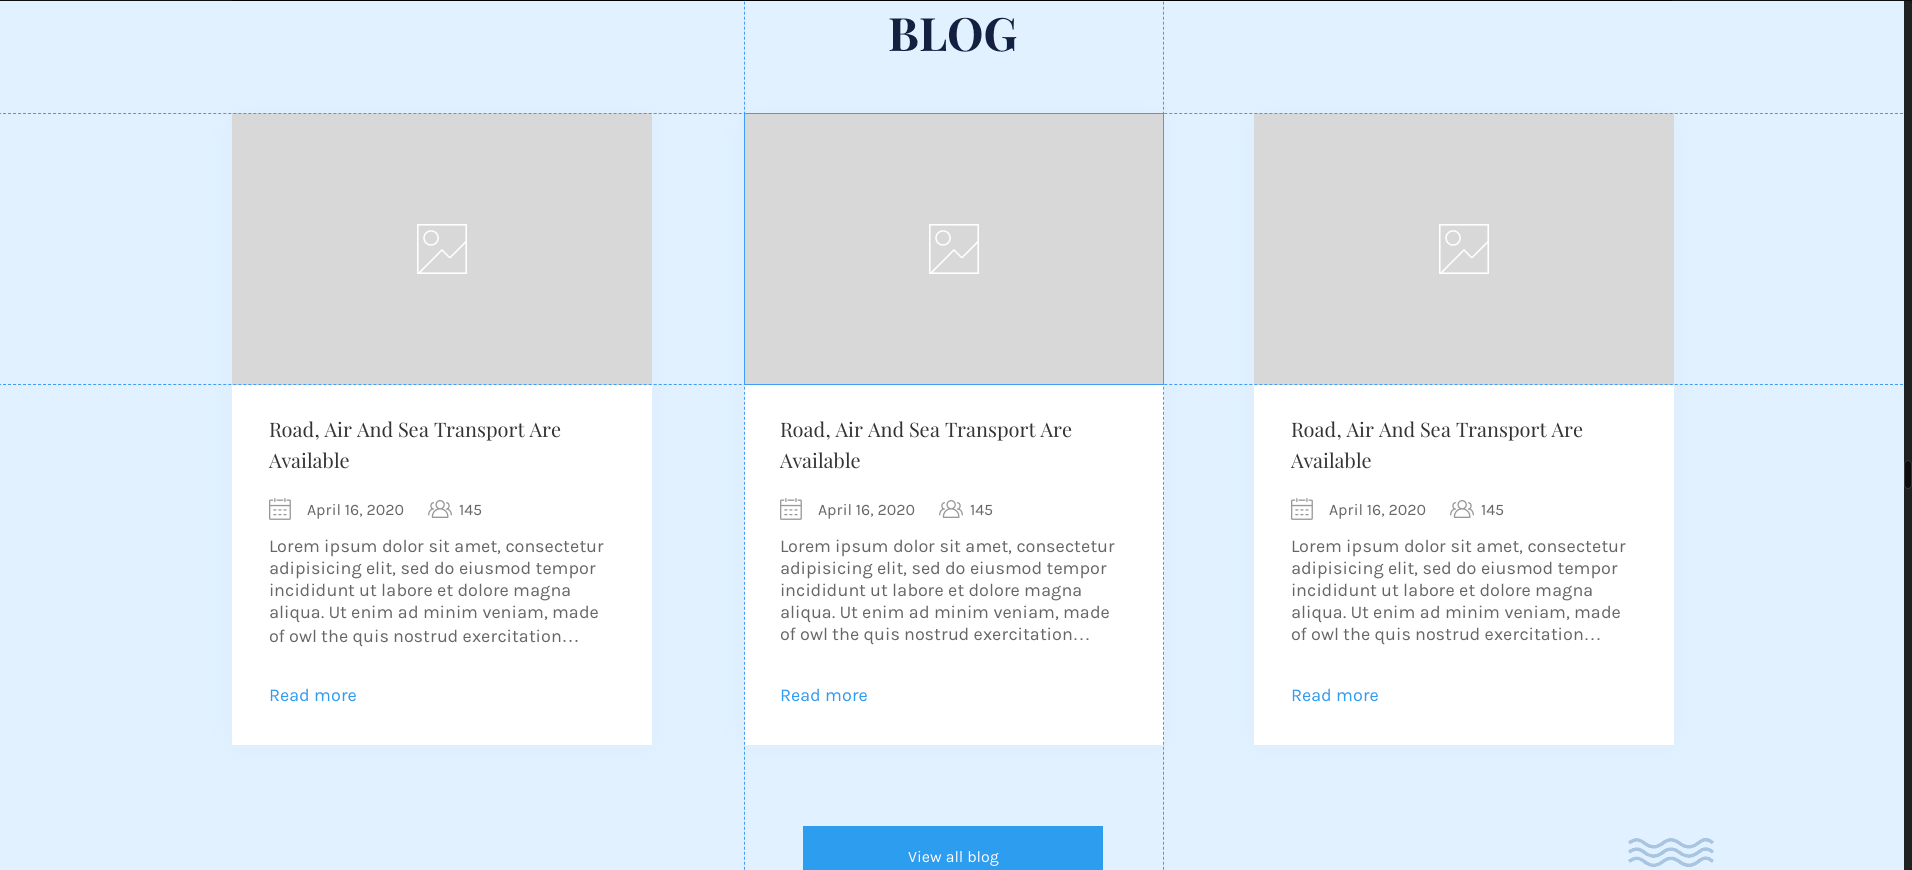 BLOG
Road, Air And Sea Transport Are
Available
April 16, 2020 145
Lorem ipsum dolor sit amet, consectetur
adipisicing elit, sed do eiusmod tempor
incididunt ut labore et dolore magna
aliqua. Ut enim ad minim veniam, made
of owl the quis nostrud exercitation...
Read more
Road, Air And Sea Transport Are
Available
April 16, 2020 145
Lorem ipsum dolor sit amet, consectetur
adipisicing elit, sed do eiusmod tempor
incididunt ut labore et dolore magna
aliqua. Ut enim ad minim veniam, made
of owl the quis nostrud exercitation...
Read more
Road, Air And Sea Transport Are
Available
April 16, 2020 145
Lorem ipsum dolor sit amet, consectetur
adipisicing elit, sed do eiusmod tempor
incididunt ut labore et dolore magna
aliqua. Ut enim ad minim veniam, made
of owl the quis nostrud exercitation...
Read more
View all blog